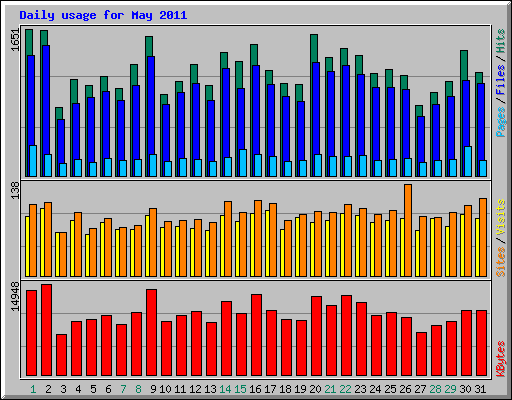 Daily usage for May 2011
1651
Pages / Files / Hits
138
Sites / Visits
14948
KBytes
1 2 3 4 5 6 7 8 9 10 11 12 13 14 15 16 17 18 19 20 21 22 23 24 25 26 27 28 29 30 31